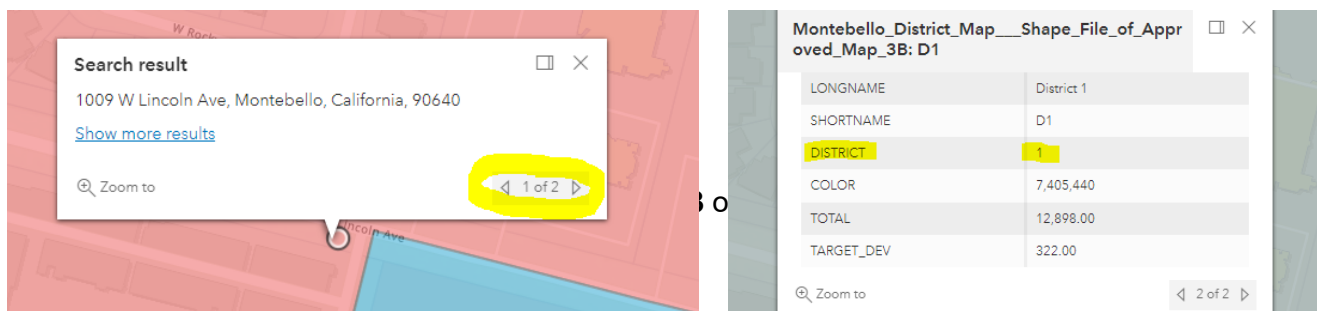 W Rock
Search result
1009 W Lincoln Ave, Montebello, California, 90640
Show more results
Zoom to
1 of 2
Lincoln Ave
o
Montebello_District_Map___Shape_File_of_Appr
oved_Map_3B: D1
LONGNAME District 1
SHORTNAME D1
DISTRICT 1
COLOR 7,405,440
TOTAL 12,898.00
TARGET_DEV 322.00
Zoom to
2 of 2